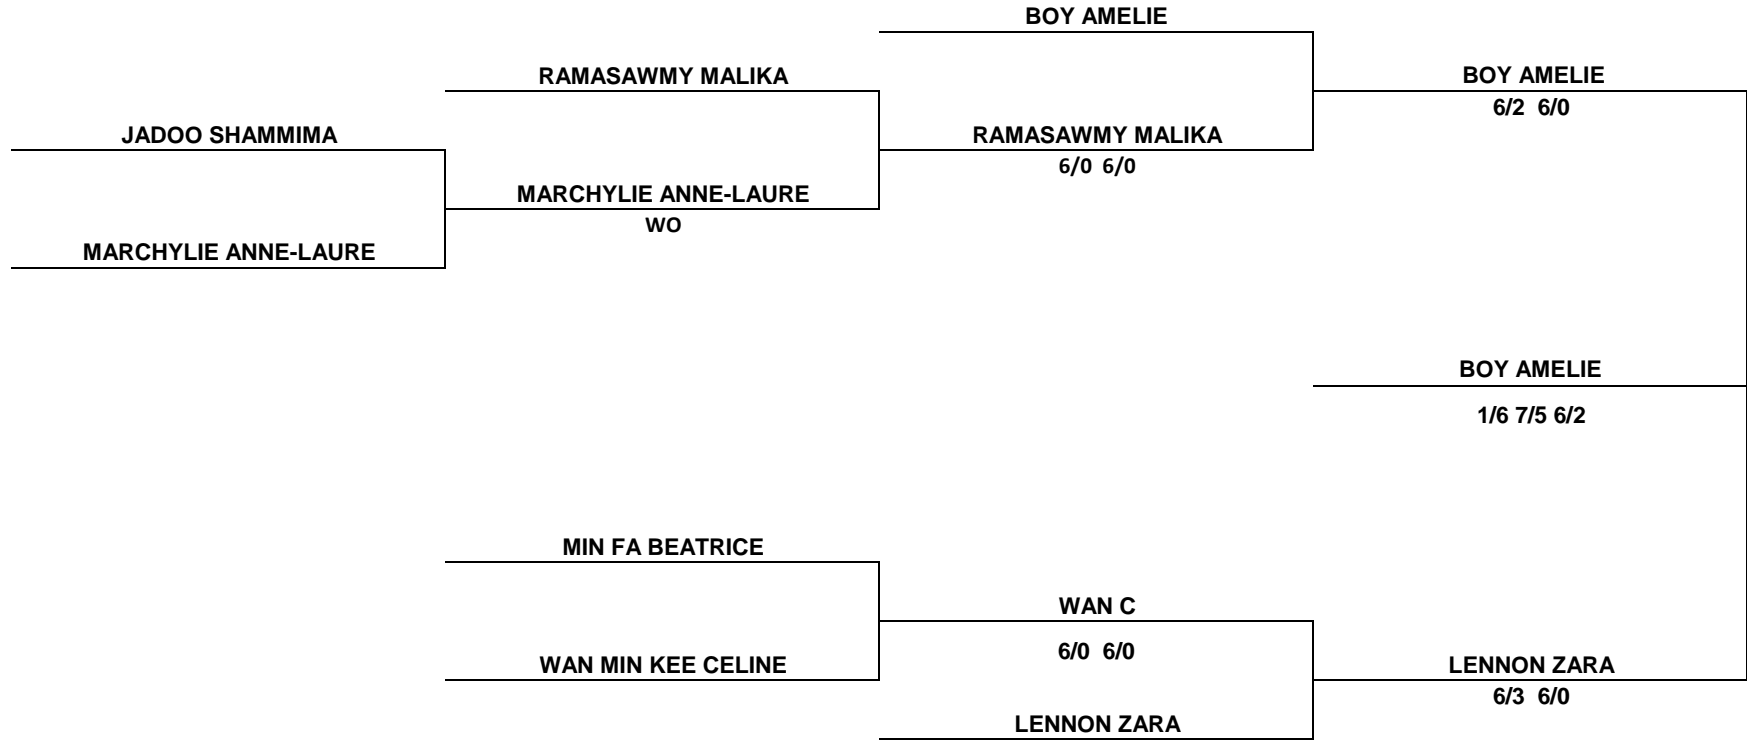 BOY AMELIE
RAMASAWMY MALIKA
BOY AMELIE
6/2 6/0
JADOO SHAMMIMA
RAMASAWMY MALIKA
6/0 6/0
MARCHYLIE ANNE-LAURE
WO
MARCHYLIE ANNE-LAURE
BOY AMELIE
1/6 7/5 6/2
MIN FA BEATRICE
WAN C
6/0 6/0
WAN MIN KEE CELINE
LENNON ZARA
6/3 6/0
LENNON ZARA